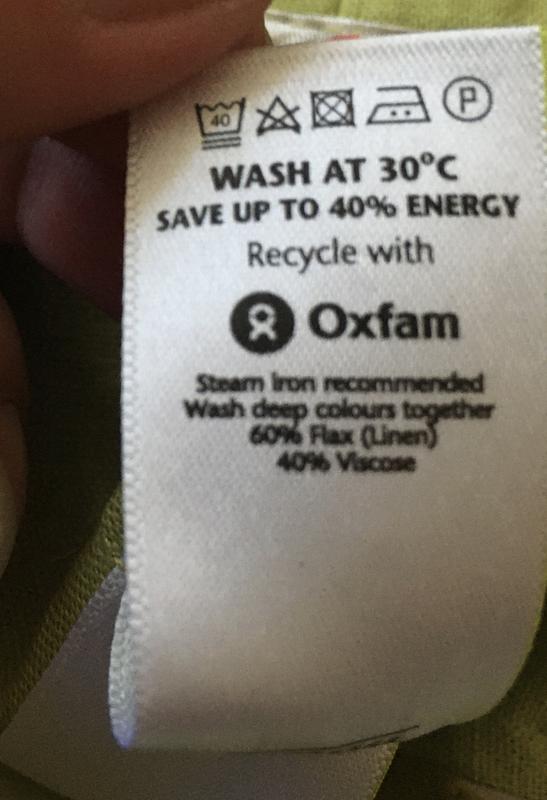 40 P
WASH AT 30°C
SAVE UP TO 40% ENERGY
Recycle with
Oxfam
Steam iron recommended
Wash deep colours together
60% Flax (Linen)
40% Viscose